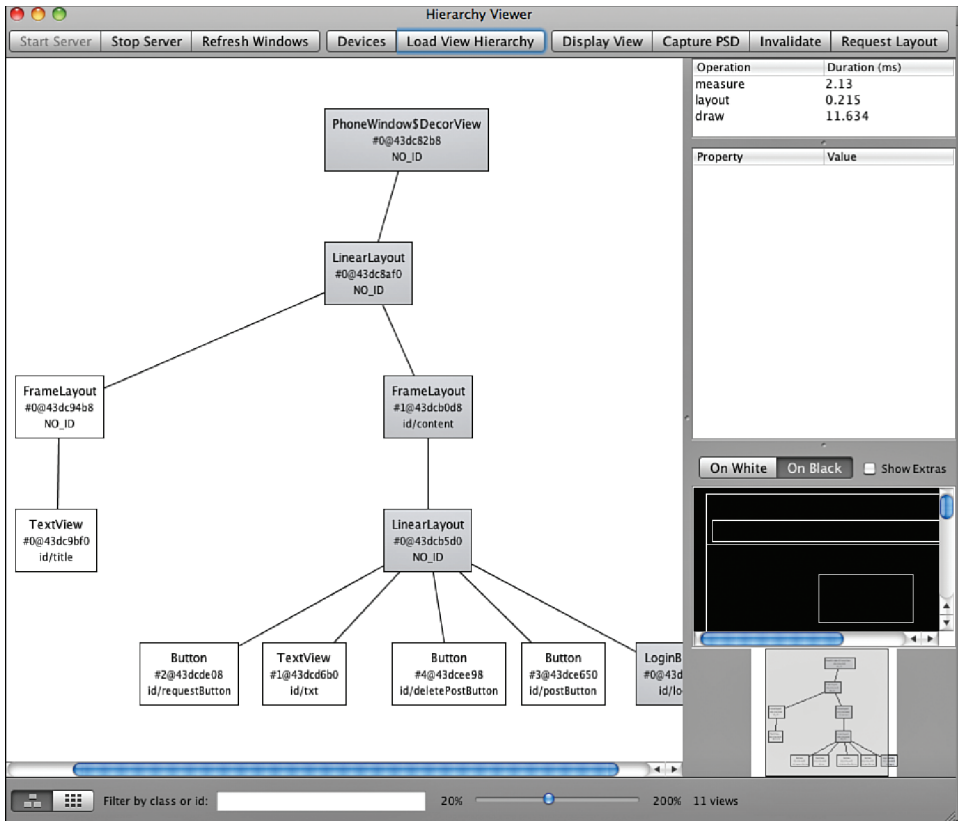 Hierarchy Viewer
Start Server Stop Server Refresh Windows Devices Load View Hierarchy Display View Capture PSD Invalidate Request Layout
Operation Duration (ms)
measure 2.13
layout 0.215
draw 11.634
Property Value
PhoneWindow$DecorView
#0@43dc82b8
NO_ID
LinearLayout
#0@43dc8af0
NO_ID
FrameLayout
#0@43dc94b8
NO_ID
FrameLayout
#1@43dcb0d8
id/content
TextView
#0@43dc9bf0
id/title
LinearLayout
#0@43dcb5d0
NO_ID
Button
#2@43dcde08
id/requestButton
TextView
#1@43dcd6b0
id/txt
Button
#4@43dcee98
id/deletePostButton
Button
#3@43dce650
id/postButton
LoginB
#0@43d
id/lo
On White On Black Show Extras
Filter by class or id: 20% 200% 11 views